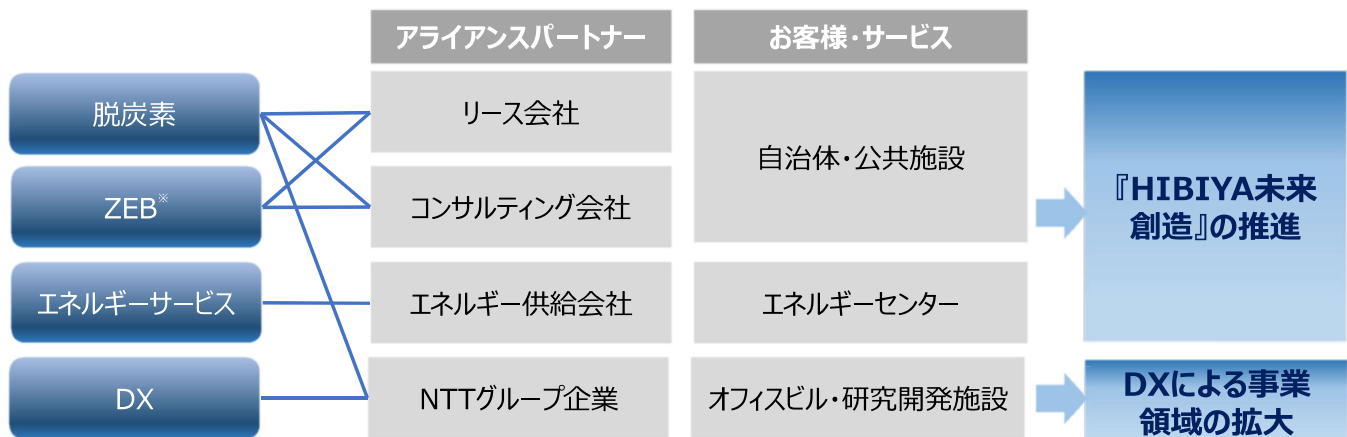 アライアンスパートナー
お客様・サービス
脱炭素
リース会社
自治体・公共施設
『HIBIYA未来
創造』の推進
ZEB※
コンサルティング会社
エネルギーサービス
エネルギー供給会社
エネルギーセンター
DX
NTTグループ企業
オフィスビル・研究開発施設
DXによる事業
領域の拡大